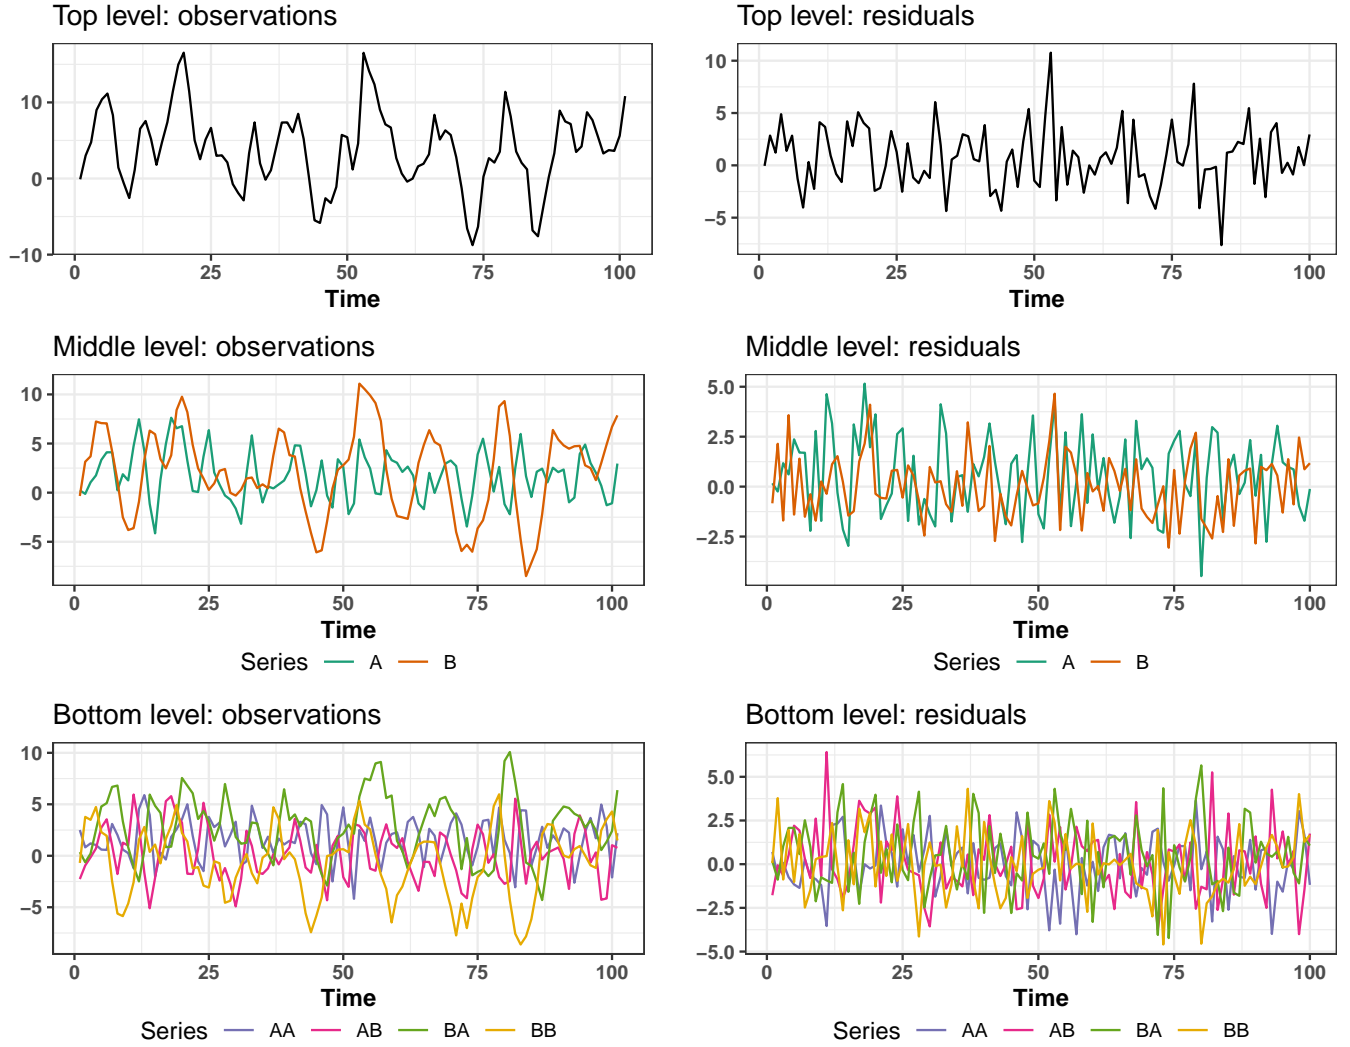 Top level: observations
Top level: residuals
10
0
−10
0 25 50 75 100
Time
10
5
0
−5
0 25 50 75 100
Time
Middle level: observations
Middle level: residuals
10
5
0
−5
0 25 50 75 100
Time
Series A B
5.0
2.5
0.0
−2.5
0 25 50 75 100
Time
Series A B
Bottom level: observations
Bottom level: residuals
10
5
0
−5
0 25 50 75 100
Time
Series AA AB BA BB
5.0
2.5
0.0
−2.5
−5.0
0 25 50 75 100
Time
Series AA AB BA BB